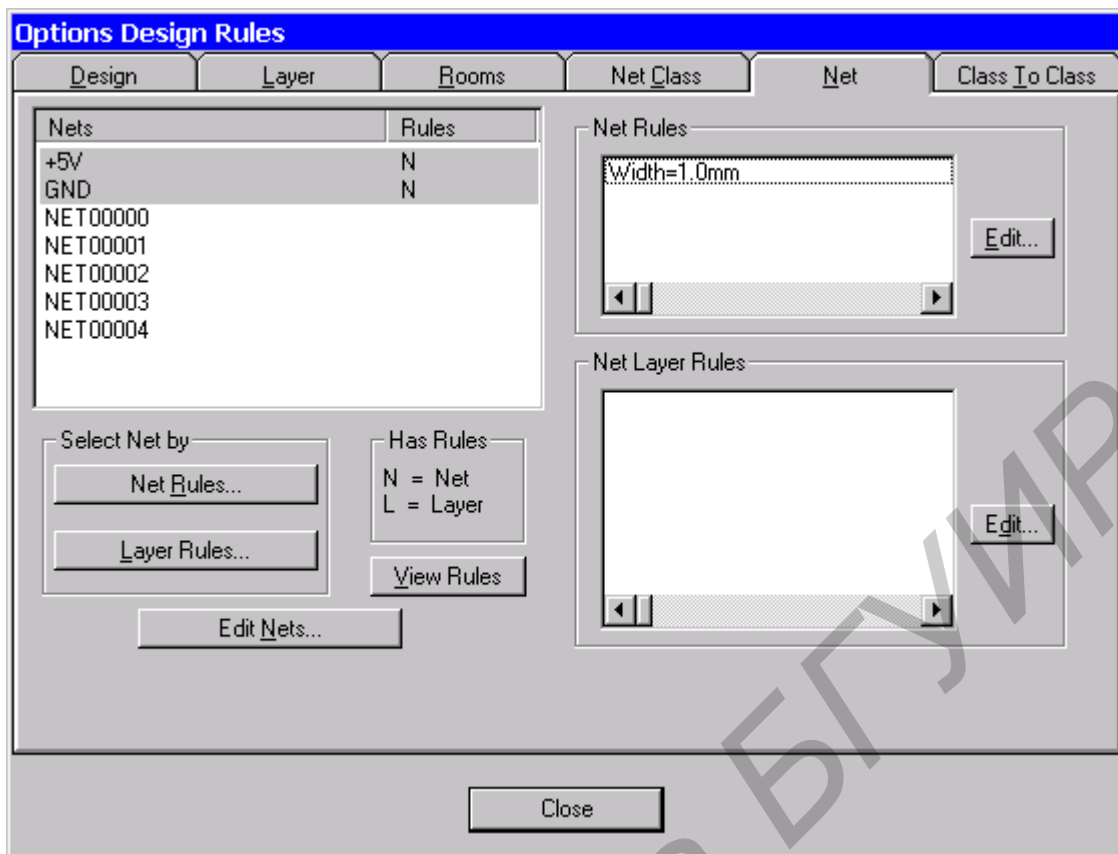 Options Design Rules
Design Layer Rooms Net Class Net Class To Class
Nets Rules
+5V N
GND N
NET00000
NET00001
NET00002
NET00003
NET00004
Select Net by
Net Rules...
Layer Rules...
Has Rules
N = Net
L = Layer
View Rules
Edit Nets...
Net Rules
Width=1.0mm
Edit...
Net Layer Rules
Edit...
Close
БГУИР